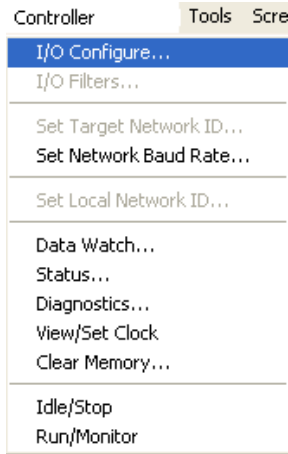 Controller Tools Scre
I/O Configure...
I/O Filters...
Set Target Network ID...
Set Network Baud Rate...
Set Local Network ID...
Data Watch...
Status...
Diagnostics...
View/Set Clock
Clear Memory...
Idle/Stop
Run/Monitor